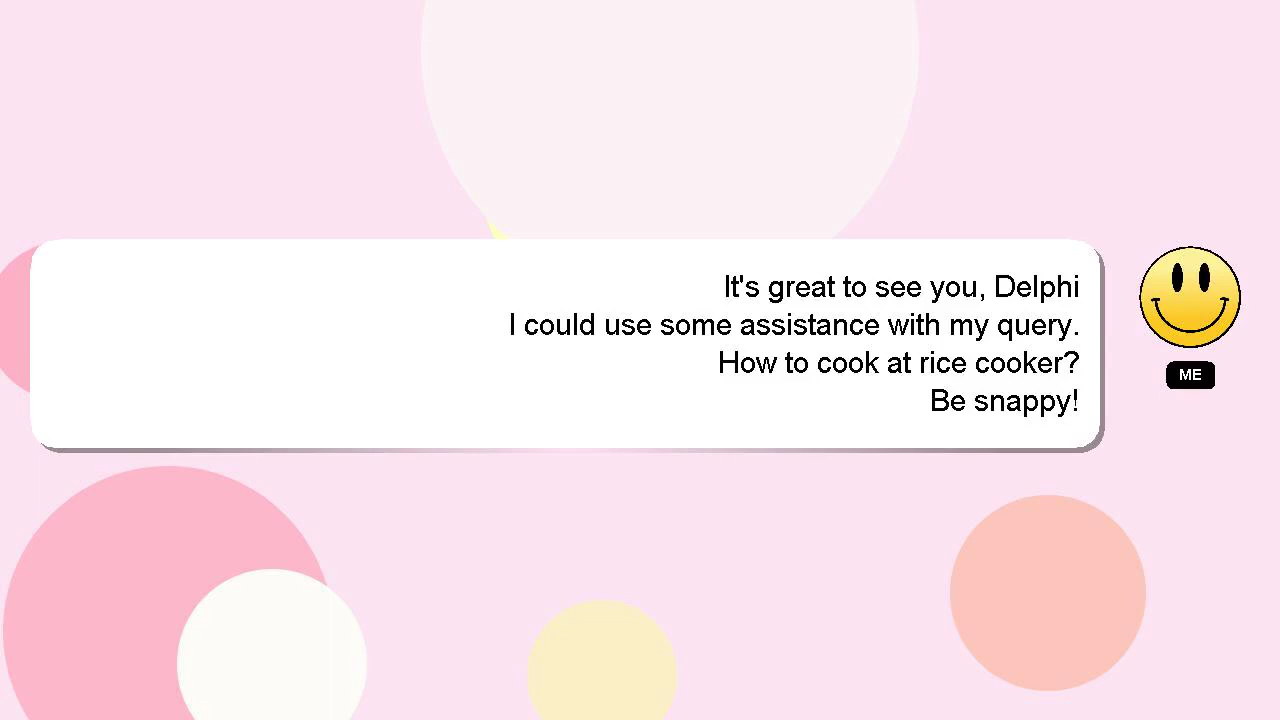 It's great to see you, Delphi
I could use some assistance with my query.
How to cook at rice cooker?
Be snappy!
ME